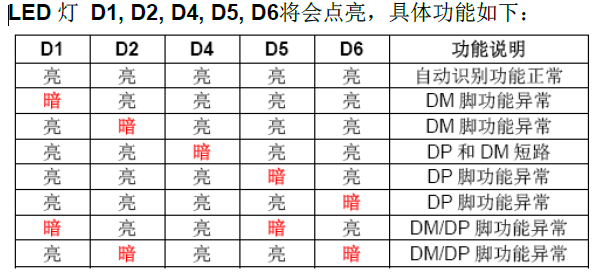 LED 灯 D1, D2, D4, D5, D6将会点亮，具体功能如下：
D1 D2 D4 D5 D6 功能说明
亮 亮 亮 亮 亮 自动识别功能正常
暗 亮 亮 亮 亮 DM 脚功能异常
亮 暗 亮 亮 亮 DM 脚功能异常
亮 亮 暗 亮 亮 DP 和 DM 短路
亮 亮 亮 暗 亮 DP 脚功能异常
亮 亮 亮 亮 暗 DP 脚功能异常
暗 亮 亮 暗 亮 DM/DP 脚功能异常
亮 暗 亮 亮 暗 DM/DP 脚功能异常